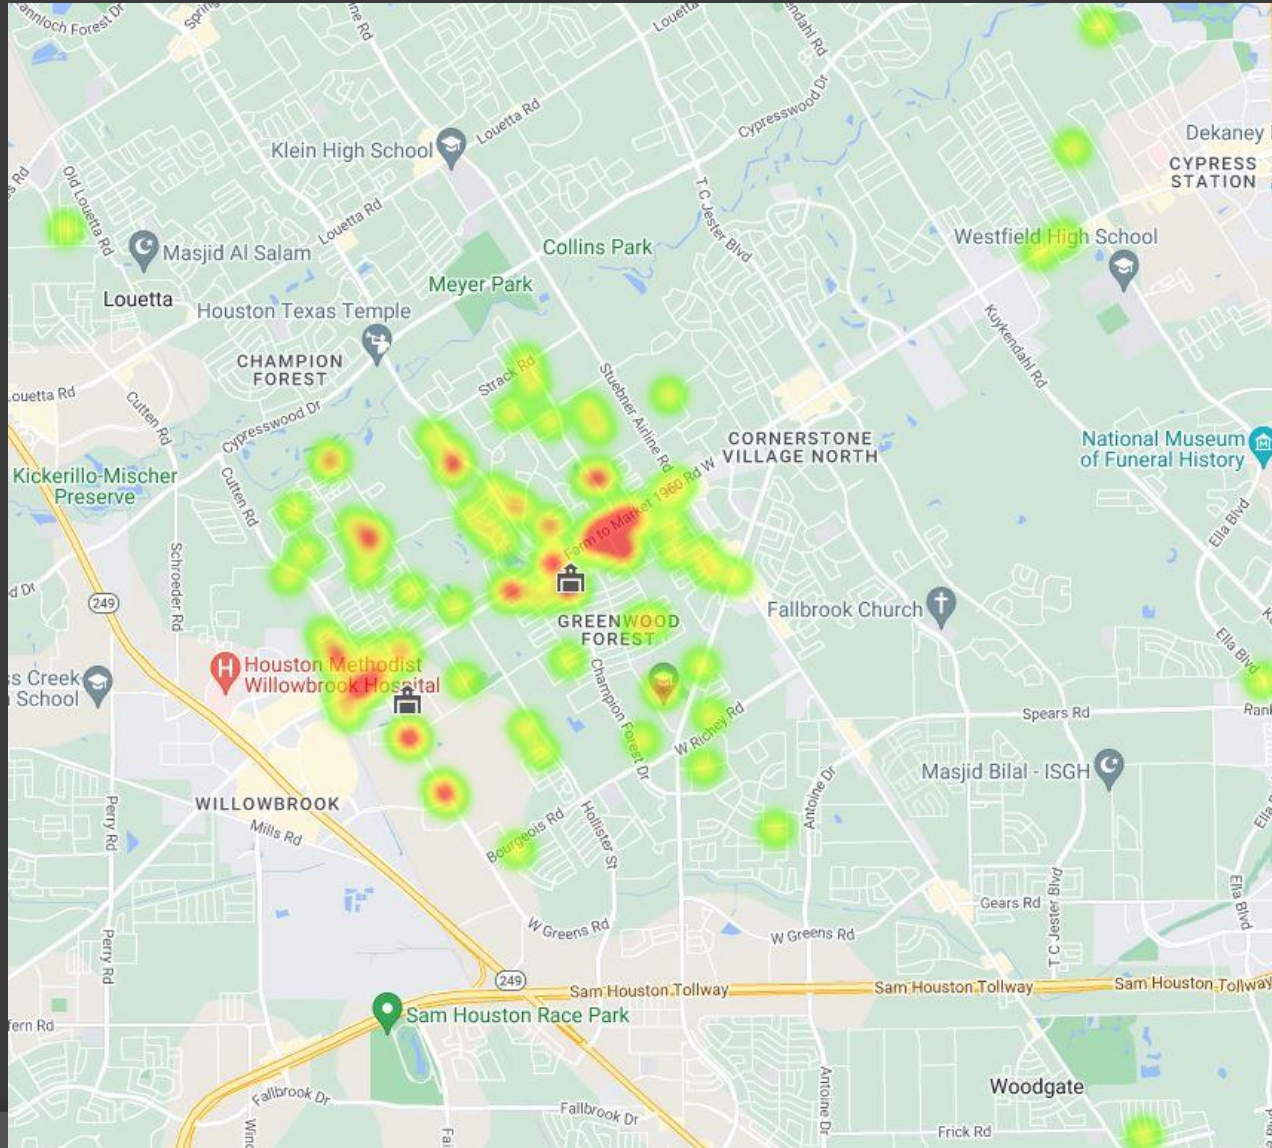 Louetta
Louetta Rd
Klein High School
Cypresswood Dr
Dekaney
CYPRESS
STATION
Old Louetta Rd
Louetta Rd
T C Jester Blvd
Masjid Al Salam
Collins Park
Westfield High School
Meyer Park
Louetta
Houston Texas Temple
Kuykendahl Rd
CHAMPION
FOREST
Strack Rd
Stuebner Airline Rd
ouetta Rd
Cutten Rd
Cypresswood Dr
CORNERSTONE
VILLAGE NORTH
National Museum
of Funeral History
Kickerillo-Mischer
Preserve
Cutten Rd
Farm to Market 1960 Rd W
Ella Blvd
Schroeder Rd
249
Fallbrook Church
GREENWOOD
FOREST
Ella Blvd
Houston Methodist
Willowbrook Hospital
ss Creek
School
Champion Forest Dr
W Richey Rd
Spears Rd
Masjid Bilal - ISGH
WILLOWBROOK
Mills Rd
Perry Rd
Antoine Dr
Hollister St
Bourgeois Rd
T C Jester Blvd
Gears Rd
Ella Blvd
W Greens Rd
W Greens Rd
Perry Rd
249
Sam Houston Tollway
Sam Houston Tollway
Sam Houston Tollway
Sam Houston Race Park
fern Rd
Fallbrook Dr
Fallbrook Dr
Antoine Dr
Woodgate
Frick Rd